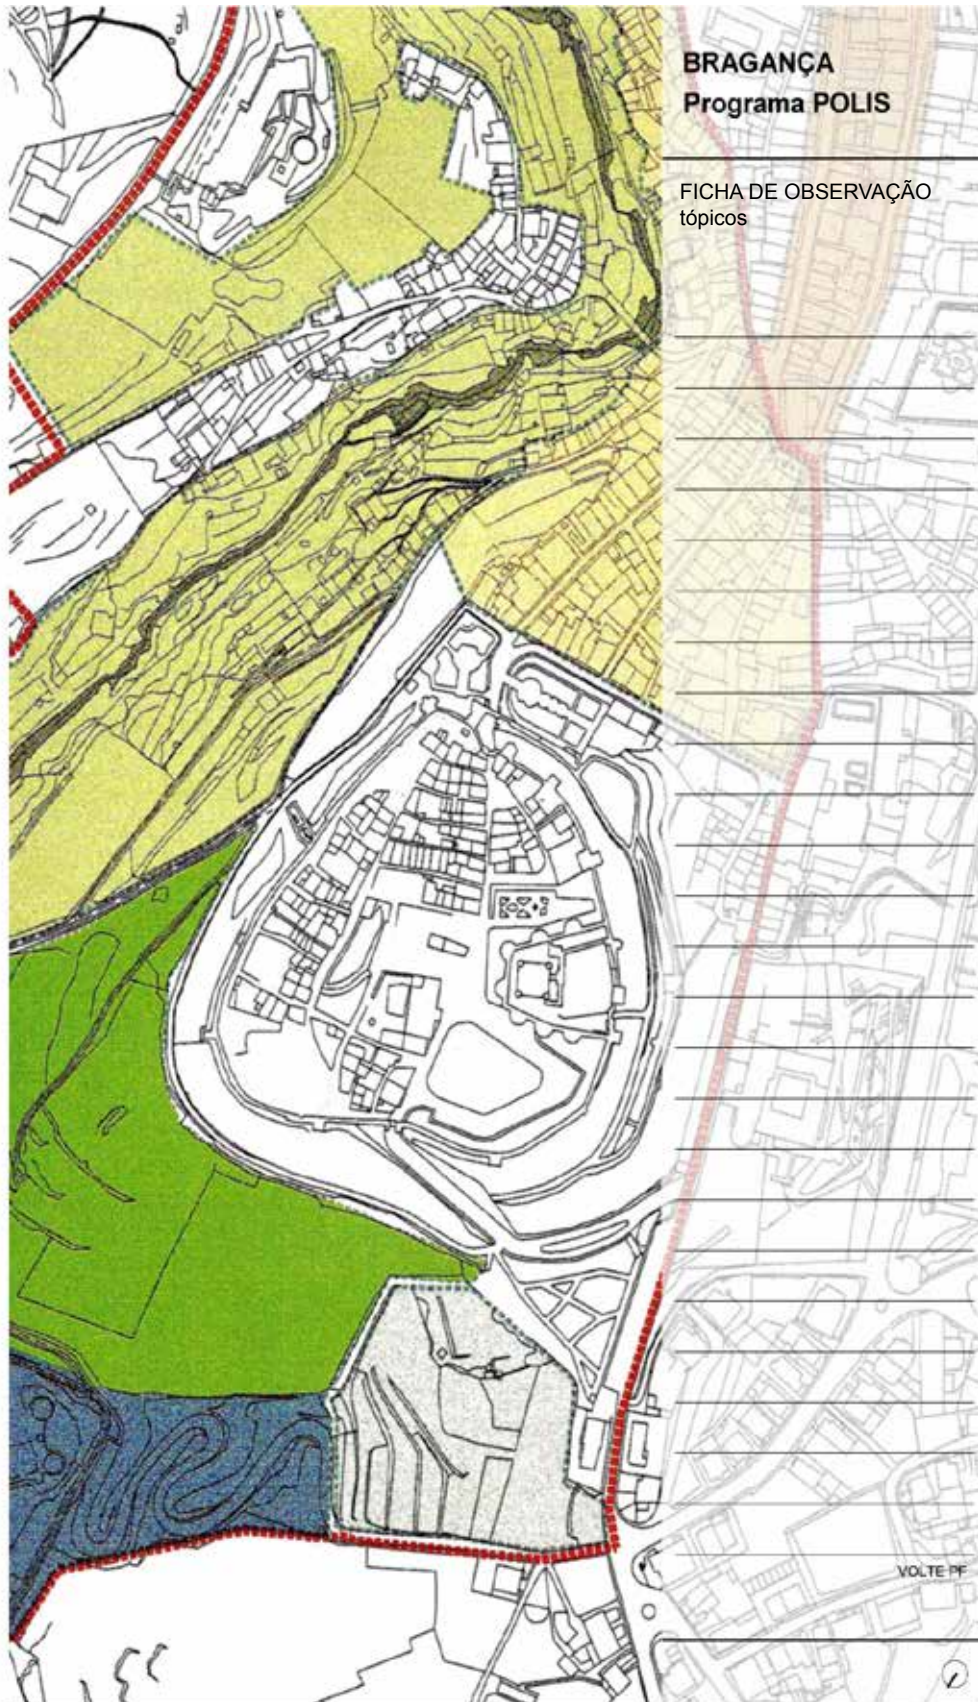 BRAGANÇA
Programa POLIS
FICHA DE OBSERVAÇÃO
tópicos
VOLTE PF